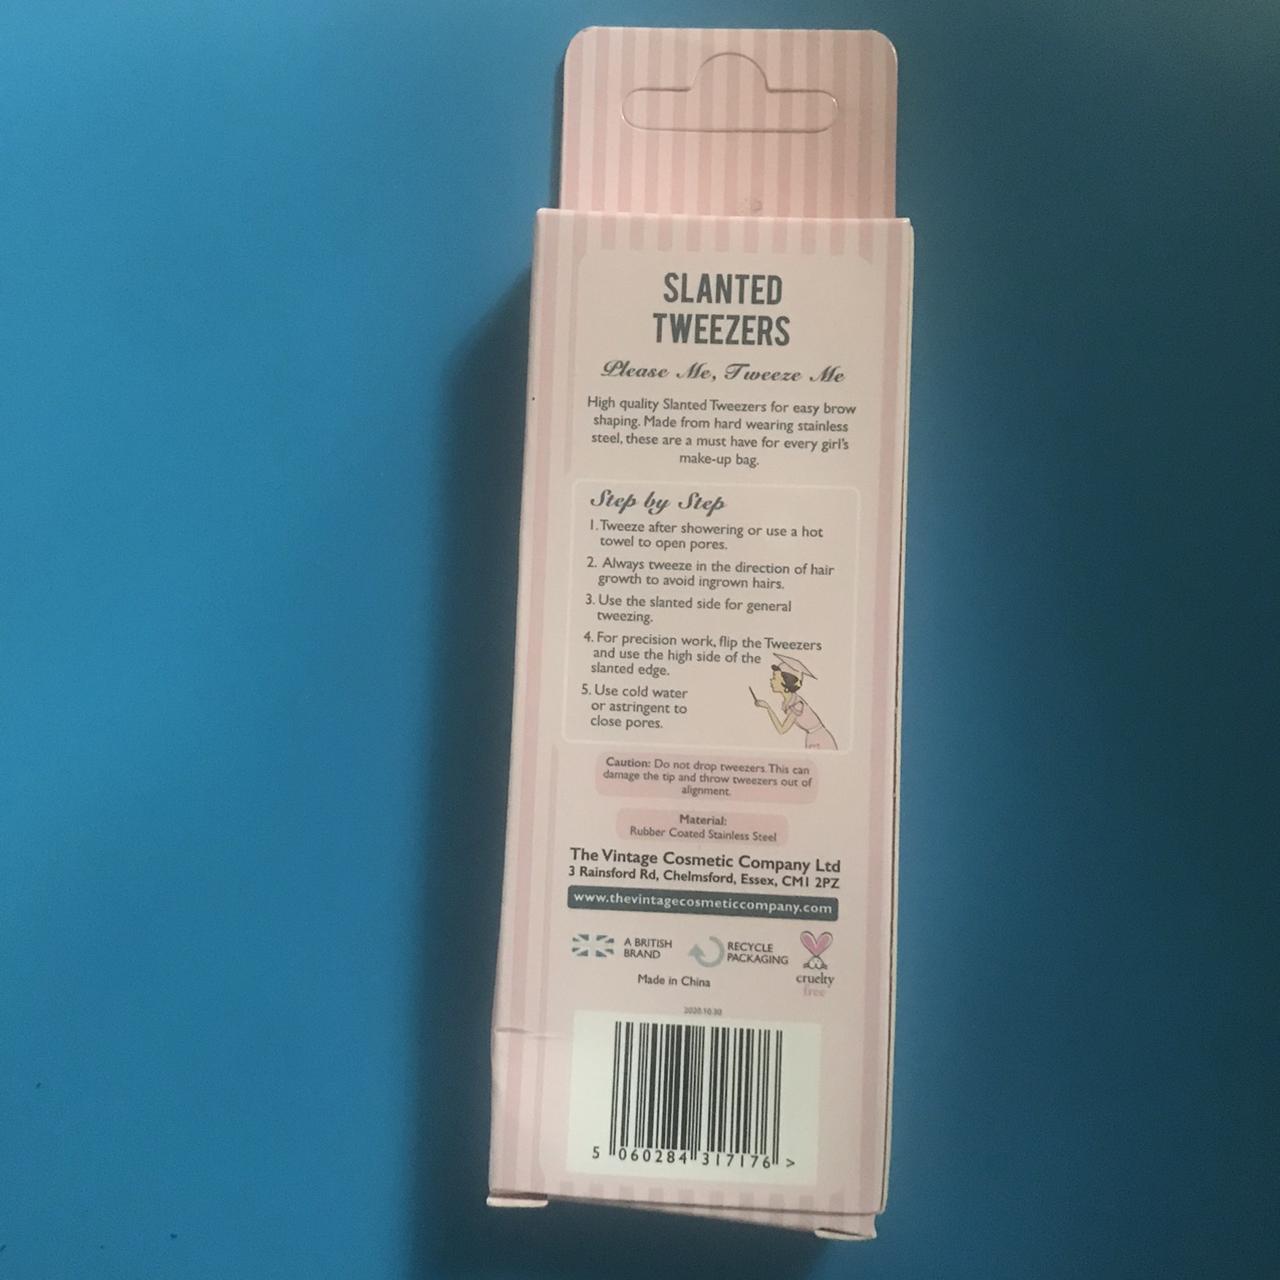 SLANTED
TWEEZERS
Please Me, Tweeze Me
High quality Slanted Tweezers for easy brow
shaping. Made from hard wearing stainless
steel, these are a must have for every girl's
make-up bag.
Step by Step
1. Tweeze after showering or use a hot
towel to open pores.
2. Always tweeze in the direction of hair
growth to avoid ingrown hairs.
3. Use the slanted side for general
tweezing.
4. For precision work, flip the Tweezers
and use the high side of the
slanted edge.
5. Use cold water
or astringent to
close pores.
Caution: Do not drop tweezers. This can
damage the tip and throw tweezers out of
alignment.
Material:
Rubber Coated Stainless Steel
The Vintage Cosmetic Company Ltd
3 Rainsford Rd, Chelmsford, Essex, CM1 2PZ
www.thevintagecosmeticcompany.com
A BRITISH
BRAND
RECYCLE
PACKAGING
cruelty
free
Made in China
2020.10.30
5 060284 317176 >